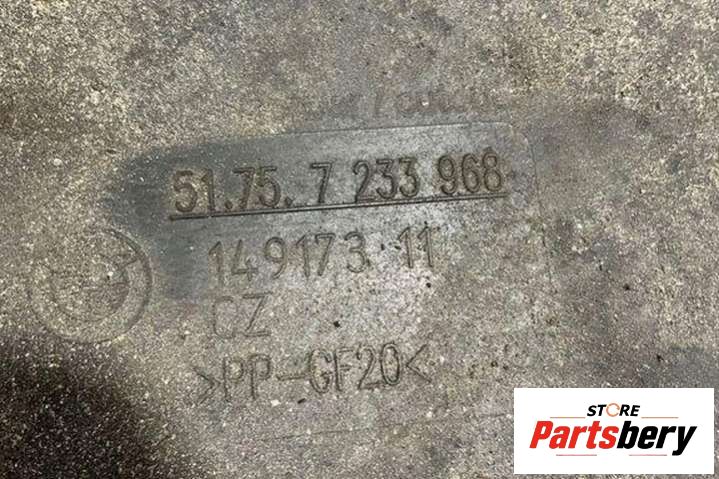 51.75. 7 233 968
149173 11
CZ
>PP-GF20<
STORE
Partsbery